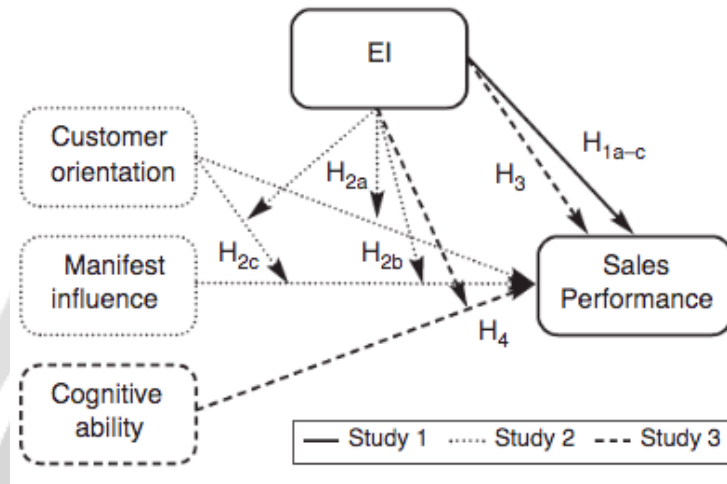 EI
Customer
orientation
H1a–c
H2a
H3
H2c
H2b
Manifest
influence
Sales
Performance
H4
Cognitive
ability
Study 1
Study 2
Study 3